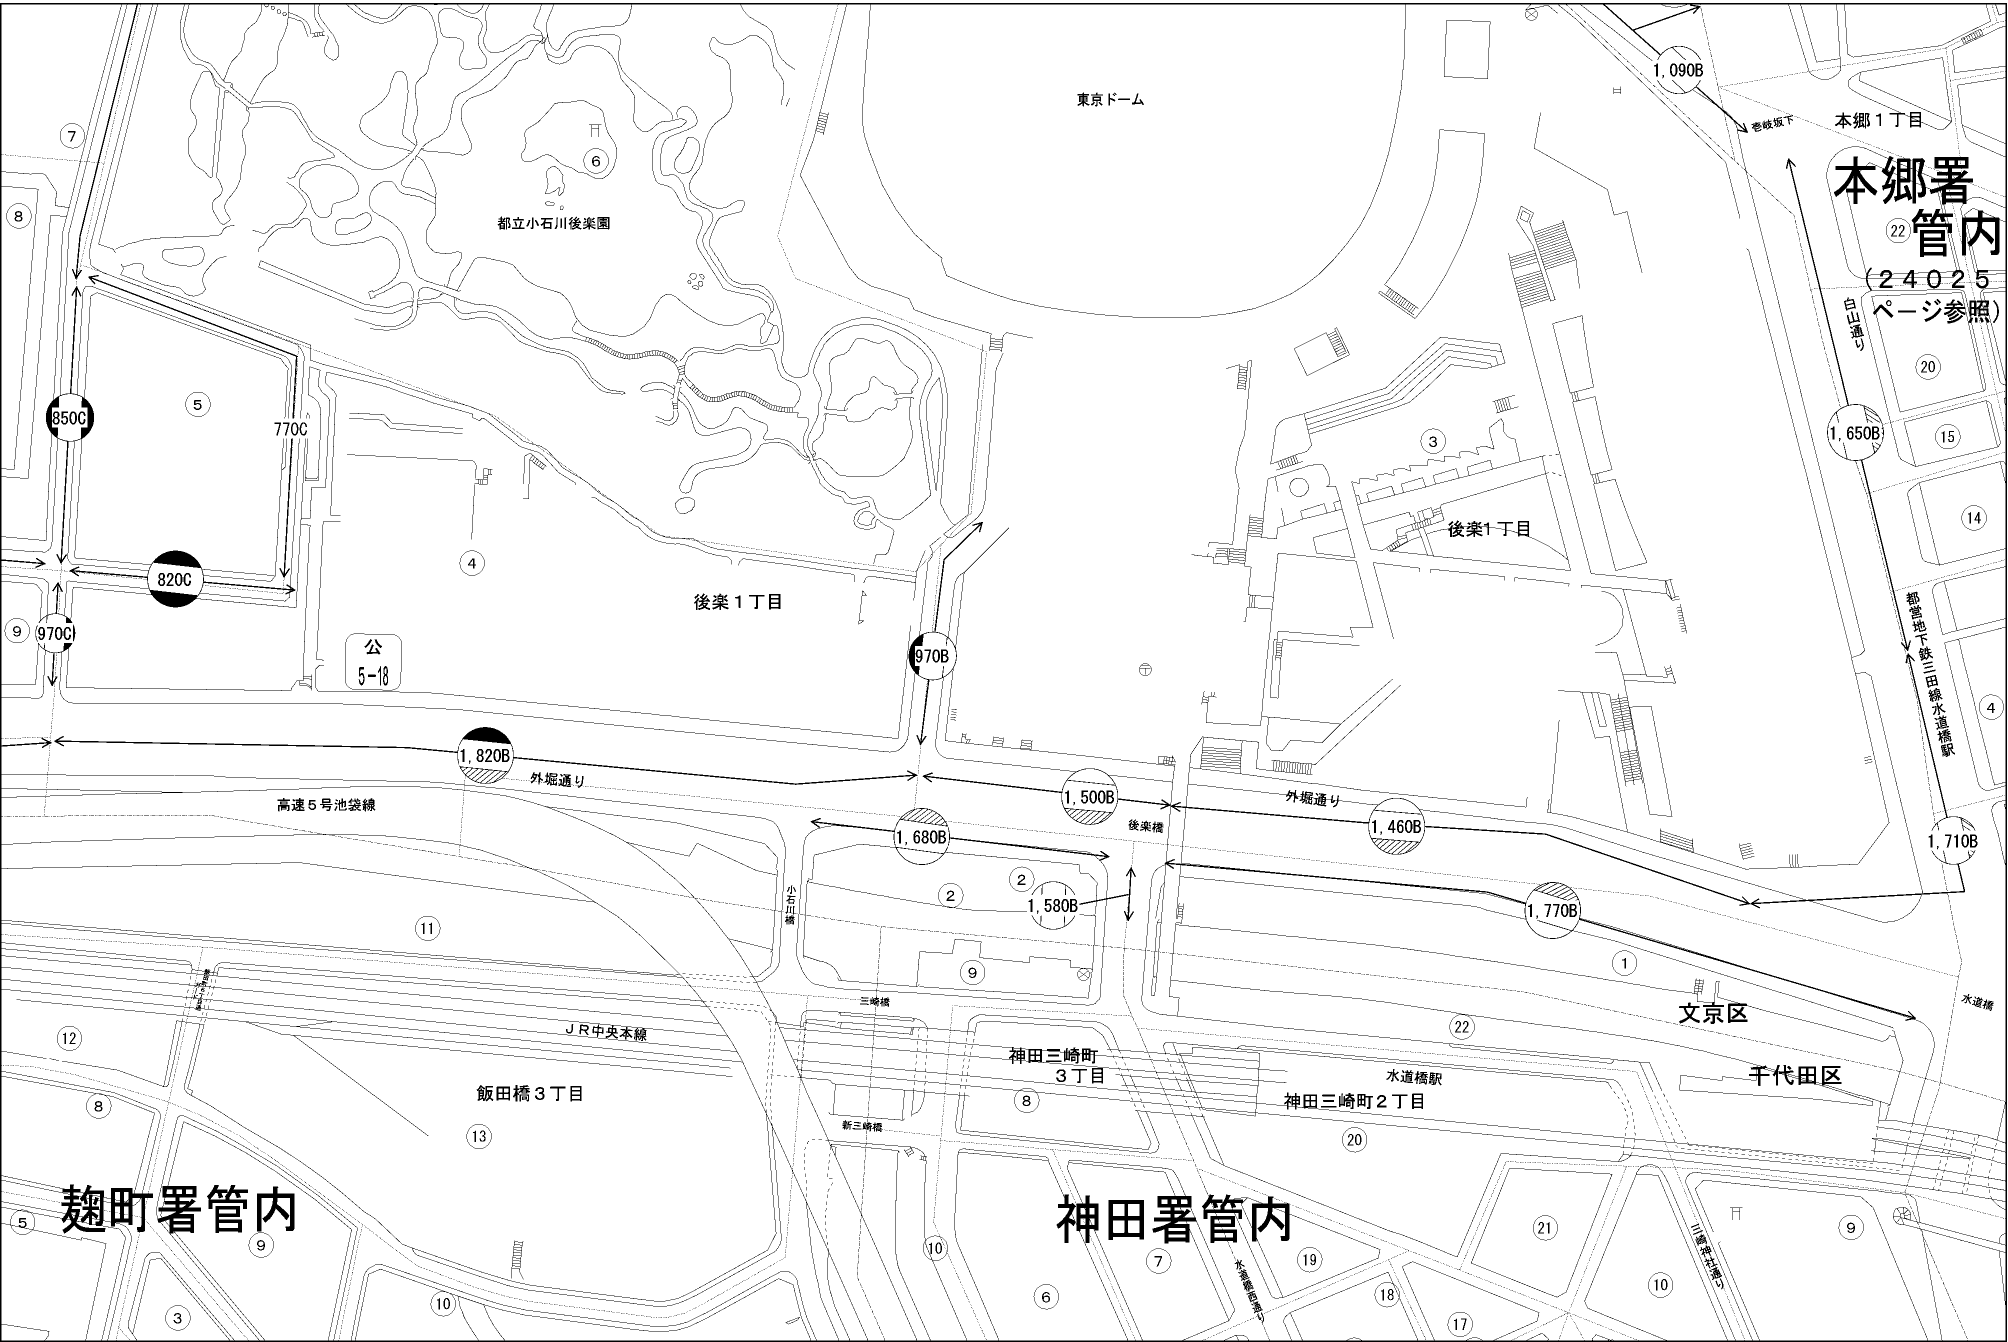 1,090B
東京ドーム
壱岐坂下
本郷１丁目
⑦
⑥
本郷署
管内
⑧
都立小石川後楽園
㉒
（２４０２５
ページ参照）
白山通り
⑳
850C
⑤
770C
③
1,650B
⑮
⑭
後楽１丁目
④
820C
後楽１丁目
都営地下鉄三田線水道橋駅
⑨
970C
公
5-18
970B
④
1,820B
外堀通り
1,500B
外堀通り
高速５号池袋線
後楽橋
1,460B
1,680B
1,710B
小石川橋
②
②
1,580B
1,770B
⑪
⑨
①
三崎橋
水道橋
文京区
⑫
ＪＲ中央本線
㉒
神田三崎町
３丁目
水道橋駅
千代田区
飯田橋３丁目
⑧
⑧
神田三崎町２丁目
⑬
新三崎橋
⑳
麹町署管内
神田署管内
⑤
⑨
⑩
⑦
⑲
㉑
三崎神社通り
⑨
水道橋西通り
③
⑩
⑥
⑱
⑰
⑩